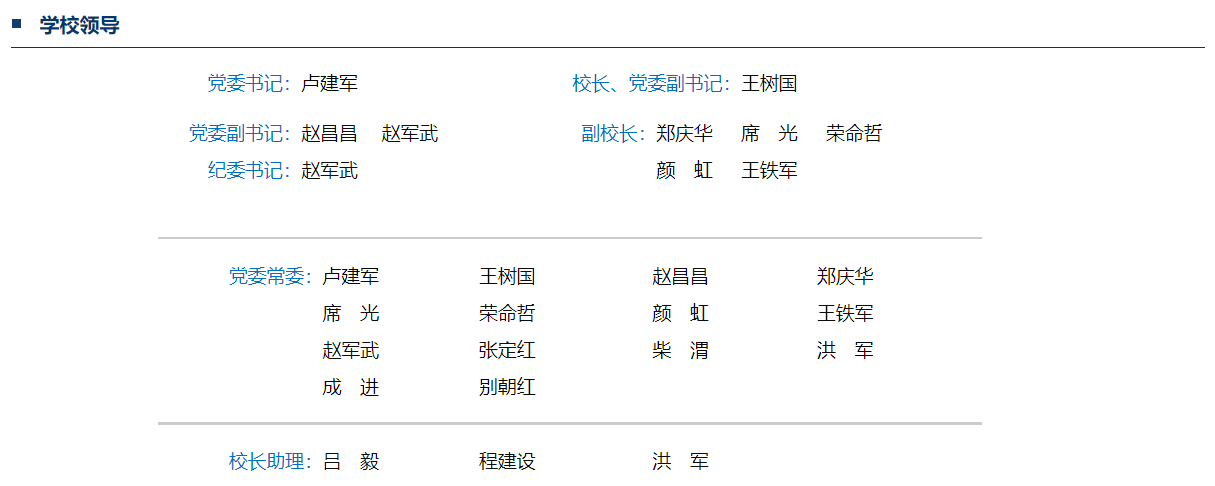 学校领导
党委书记：卢建军 校长、党委副书记：王树国
党委副书记：赵昌昌 赵军武 副校长：郑庆华 席 光 荣命哲
纪委书记：赵军武 颜 虹 王铁军
党委常委：卢建军 王树国 赵昌昌 郑庆华
席 光 荣命哲 颜 虹 王铁军
赵军武 张定红 柴 渭 洪 军
成 进 别朝红
校长助理：吕 毅 程建设 洪 军